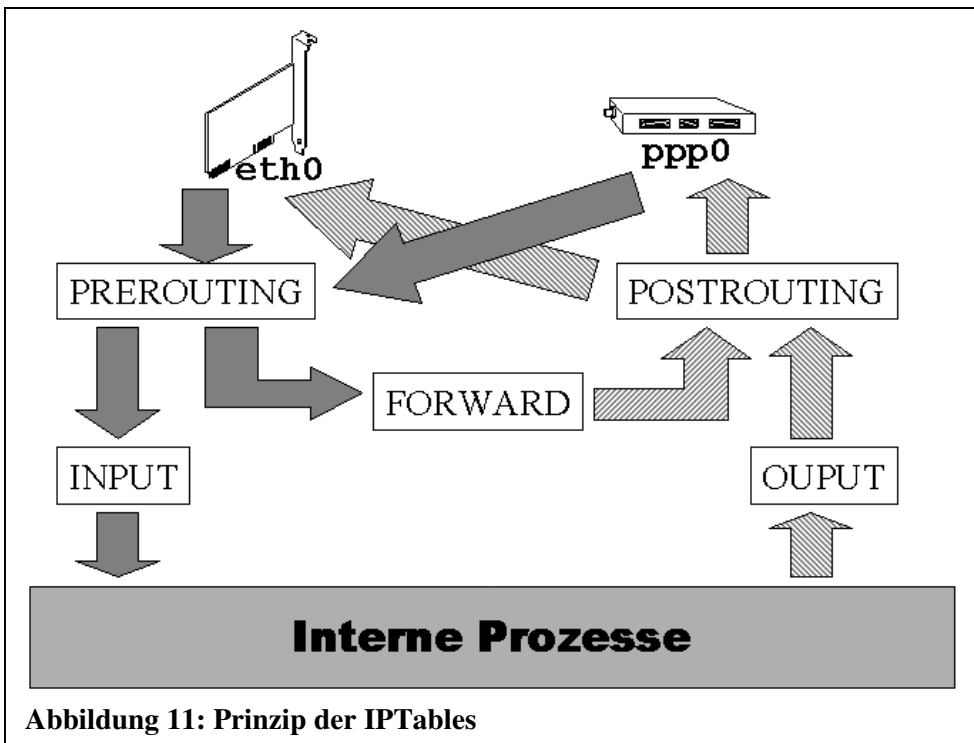 eth0
ppp0
PREROUTING
POSTROUTING
FORWARD
INPUT
OUPUT
Interne Prozesse
Abbildung 11: Prinzip der IPTables